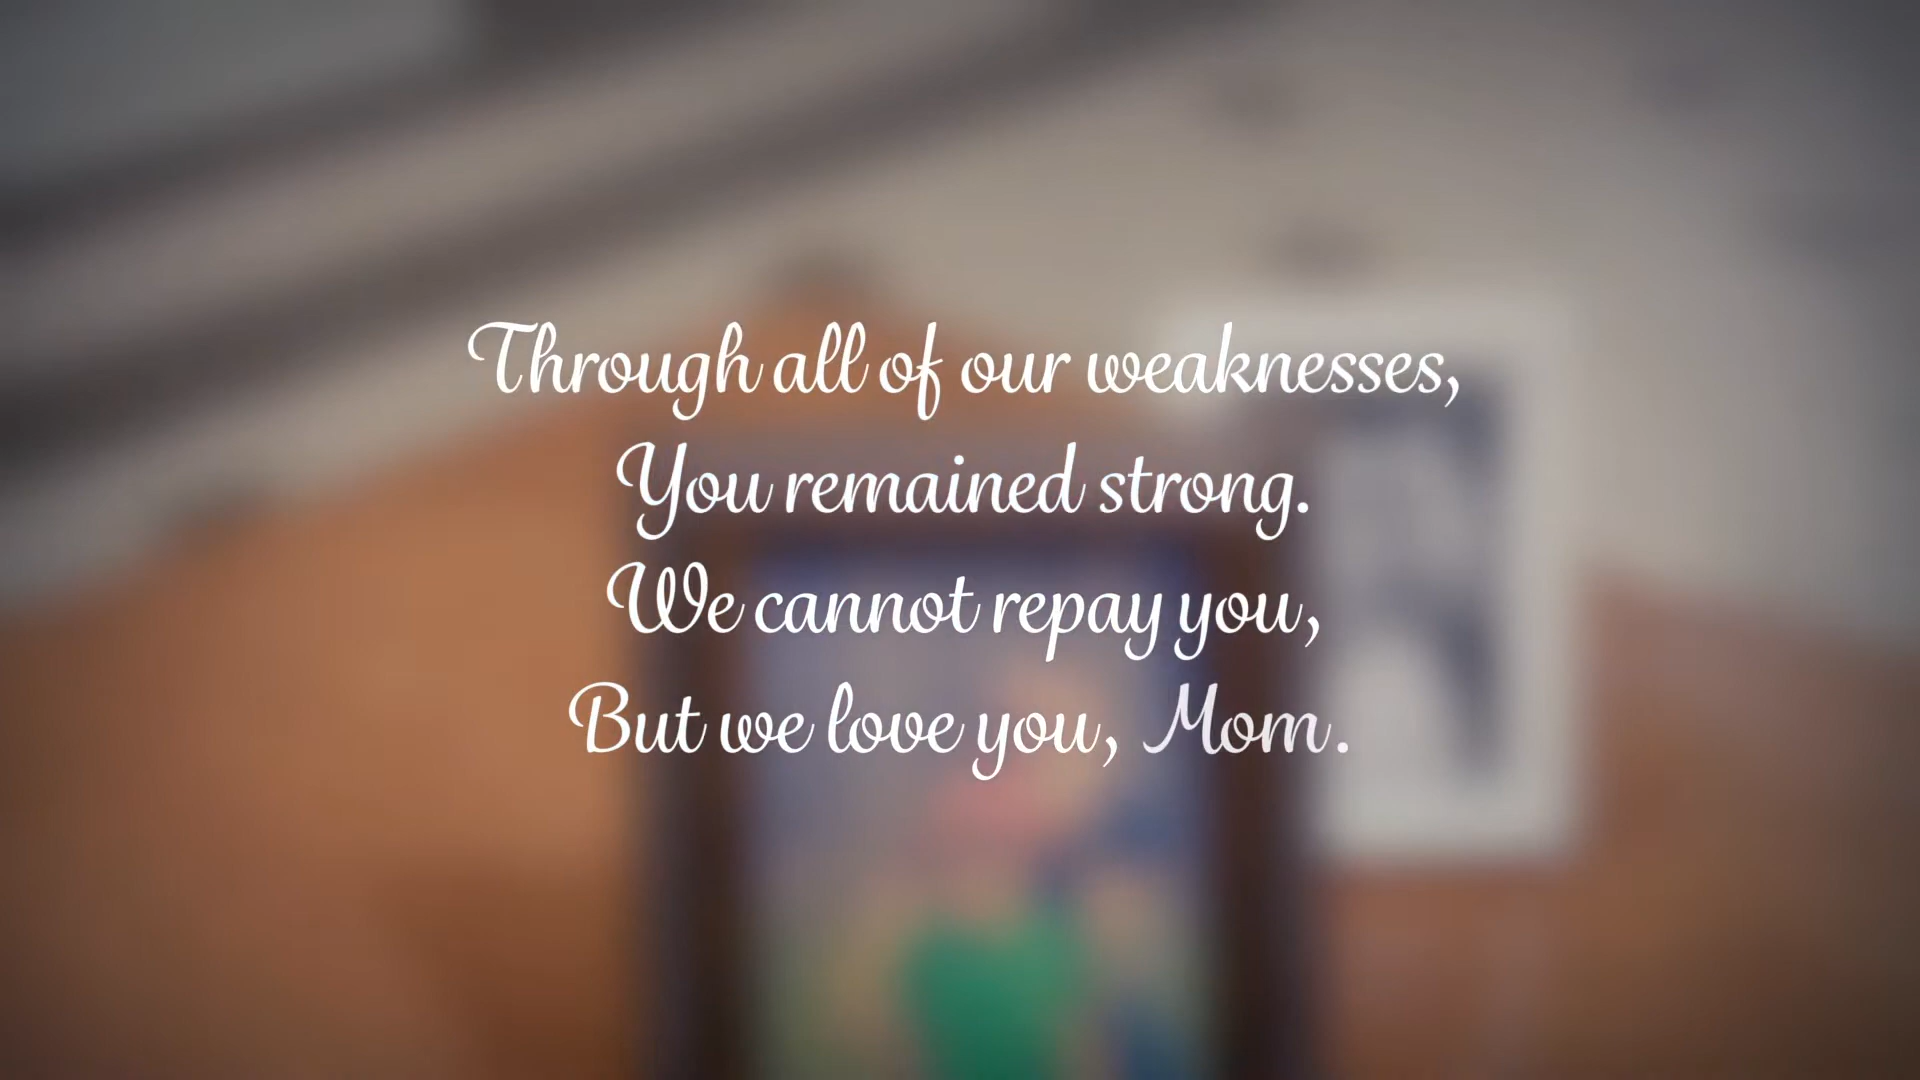 Through all of our weaknesses,
You remained strong.
We cannot repay you,
But we love you, Mom.